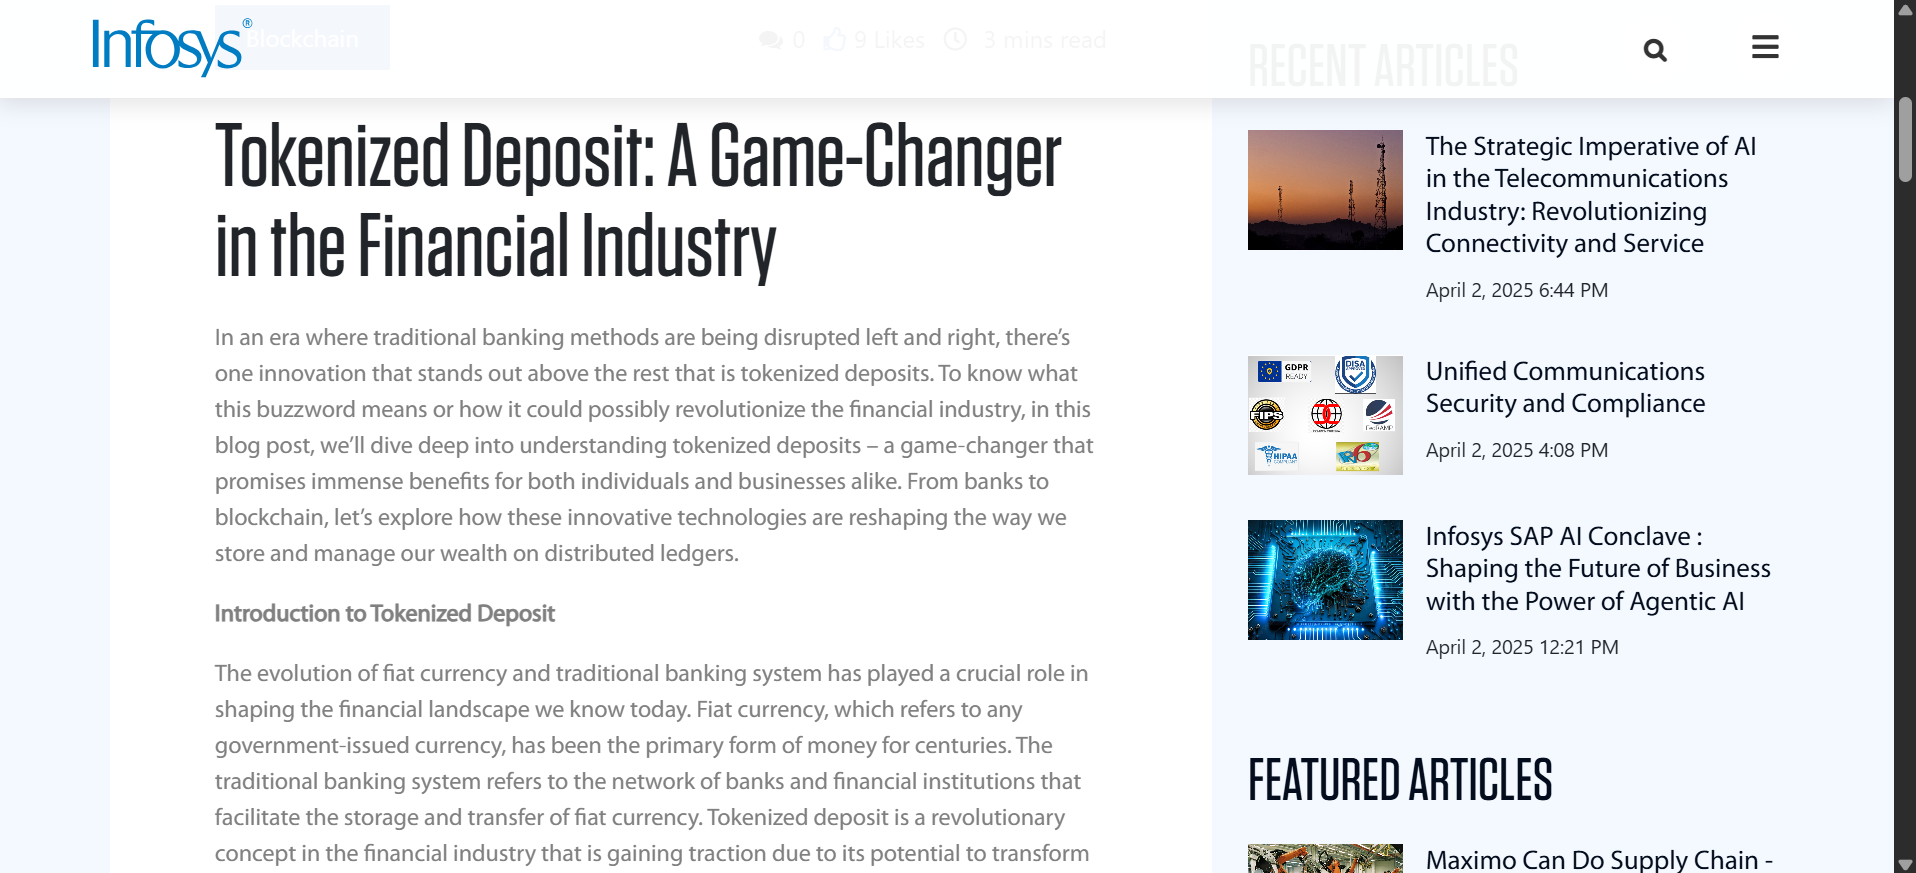 Infosys®
Blockchain
0 9 Likes 3 mins read
Tokenized Deposit: A Game-Changer
in the Financial Industry
In an era where traditional banking methods are being disrupted left and right, there’s
one innovation that stands out above the rest that is tokenized deposits. To know what
this buzzword means or how it could possibly revolutionize the financial industry, in this
blog post, we’ll dive deep into understanding tokenized deposits – a game-changer that
promises immense benefits for both individuals and businesses alike. From banks to
blockchain, let’s explore how these innovative technologies are reshaping the way we
store and manage our wealth on distributed ledgers.
Introduction to Tokenized Deposit
The evolution of fiat currency and traditional banking system has played a crucial role in
shaping the financial landscape we know today. Fiat currency, which refers to any
government-issued currency, has been the primary form of money for centuries. The
traditional banking system refers to the network of banks and financial institutions that
facilitate the storage and transfer of fiat currency. Tokenized deposit is a revolutionary
concept in the financial industry that is gaining traction due to its potential to transform
RECENT ARTICLES
The Strategic Imperative of AI
in the Telecommunications
Industry: Revolutionizing
Connectivity and Service
April 2, 2025 6:44 PM
GDPR
READY
DISA
FIPS
FedRAMP
HIPAA
COMPLIANT
Unified Communications
Security and Compliance
April 2, 2025 4:08 PM
Infosys SAP AI Conclave :
Shaping the Future of Business
with the Power of Agentic AI
April 2, 2025 12:21 PM
FEATURED ARTICLES
Maximo Can Do Supply Chain -